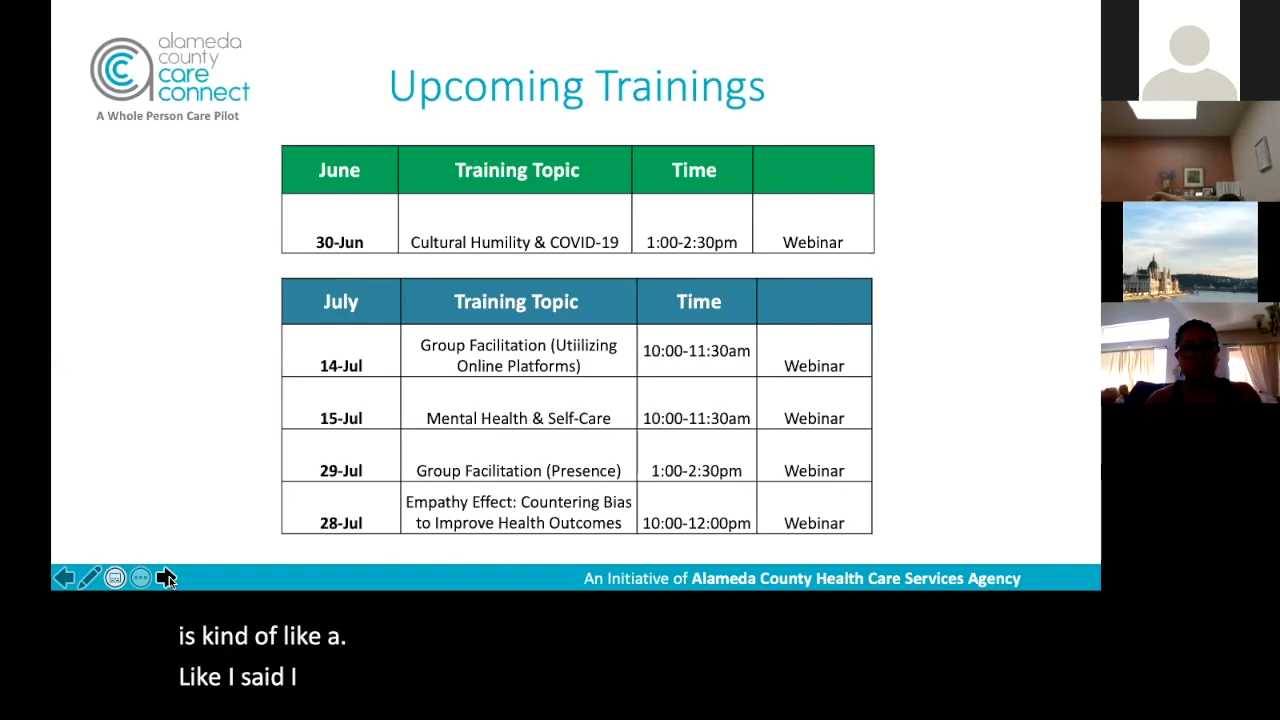 alameda
county
care
connect
A Whole Person Care Pilot
Upcoming Trainings
June Training Topic Time
30-Jun Cultural Humility & COVID-19 1:00-2:30pm Webinar
July Training Topic Time
14-Jul Group Facilitation (Utiilizing Online Platforms) 10:00-11:30am Webinar
15-Jul Mental Health & Self-Care 10:00-11:30am Webinar
29-Jul Group Facilitation (Presence) 1:00-2:30pm Webinar
28-Jul Empathy Effect: Countering Bias to Improve Health Outcomes 10:00-12:00pm Webinar
An Initiative of Alameda County Health Care Services Agency
is kind of like a.
Like I said I